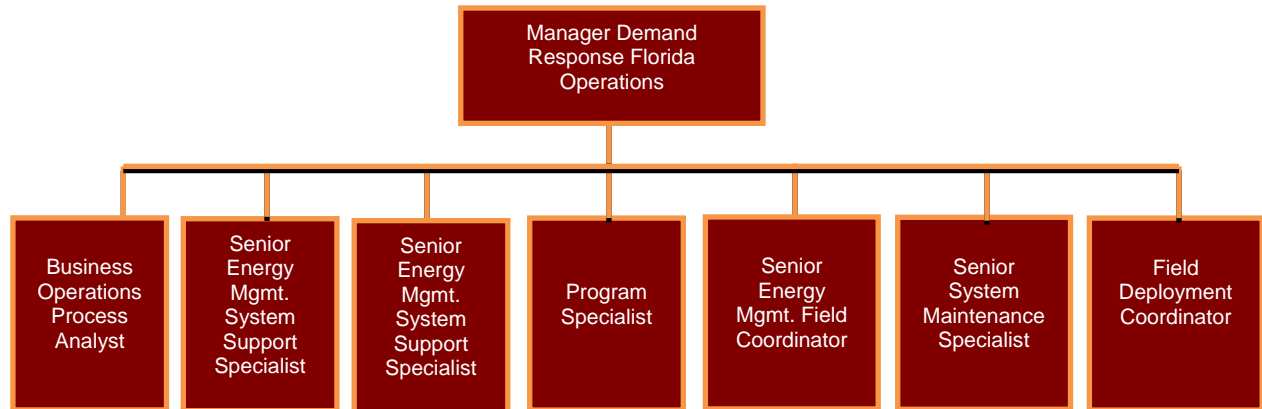 Manager Demand
Response Florida
Operations
Business
Operations
Process
Analyst
Senior
Energy
Mgmt.
System
Support
Specialist
Senior
Energy
Mgmt.
System
Support
Specialist
Program
Specialist
Senior
Energy
Mgmt. Field
Coordinator
Senior
System
Maintenance
Specialist
Field
Deployment
Coordinator